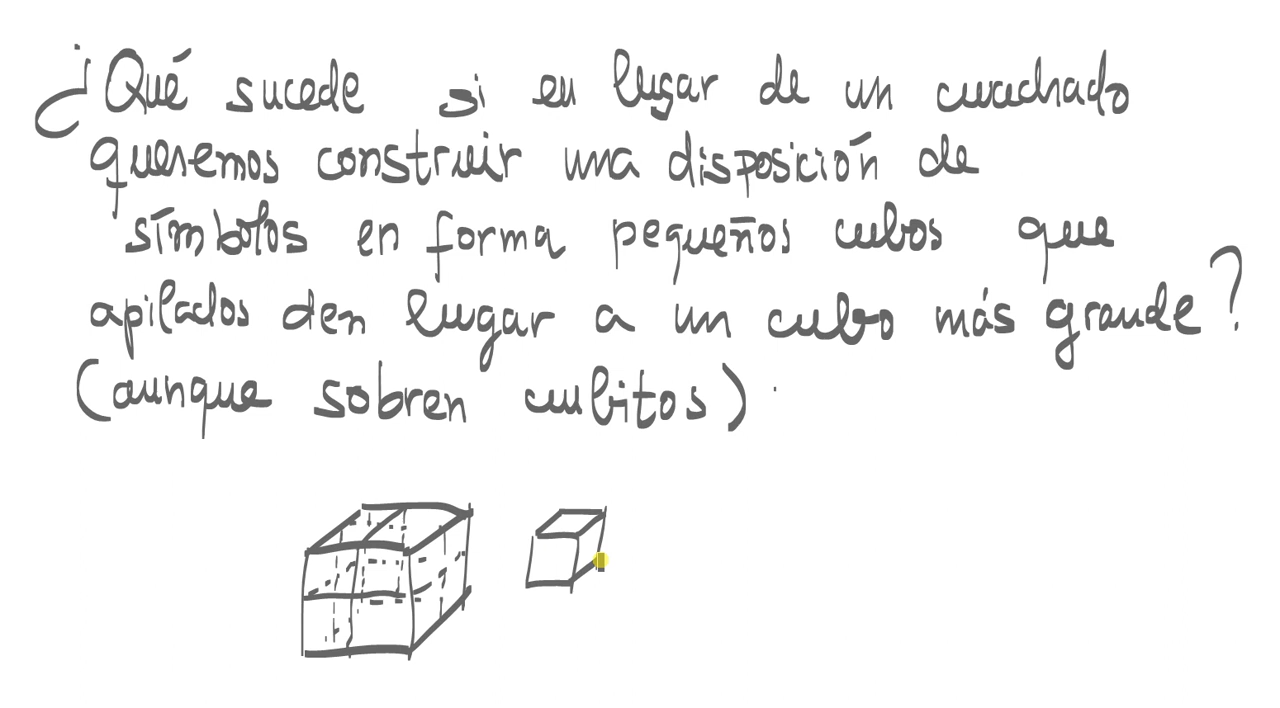 ¿Qué sucede si en lugar de un cuadrado
queremos construir una disposición de
símbolos en forma pequeños cubos que
apilados den lugar a un cubo más grande?
(aunque sobren cubitos).